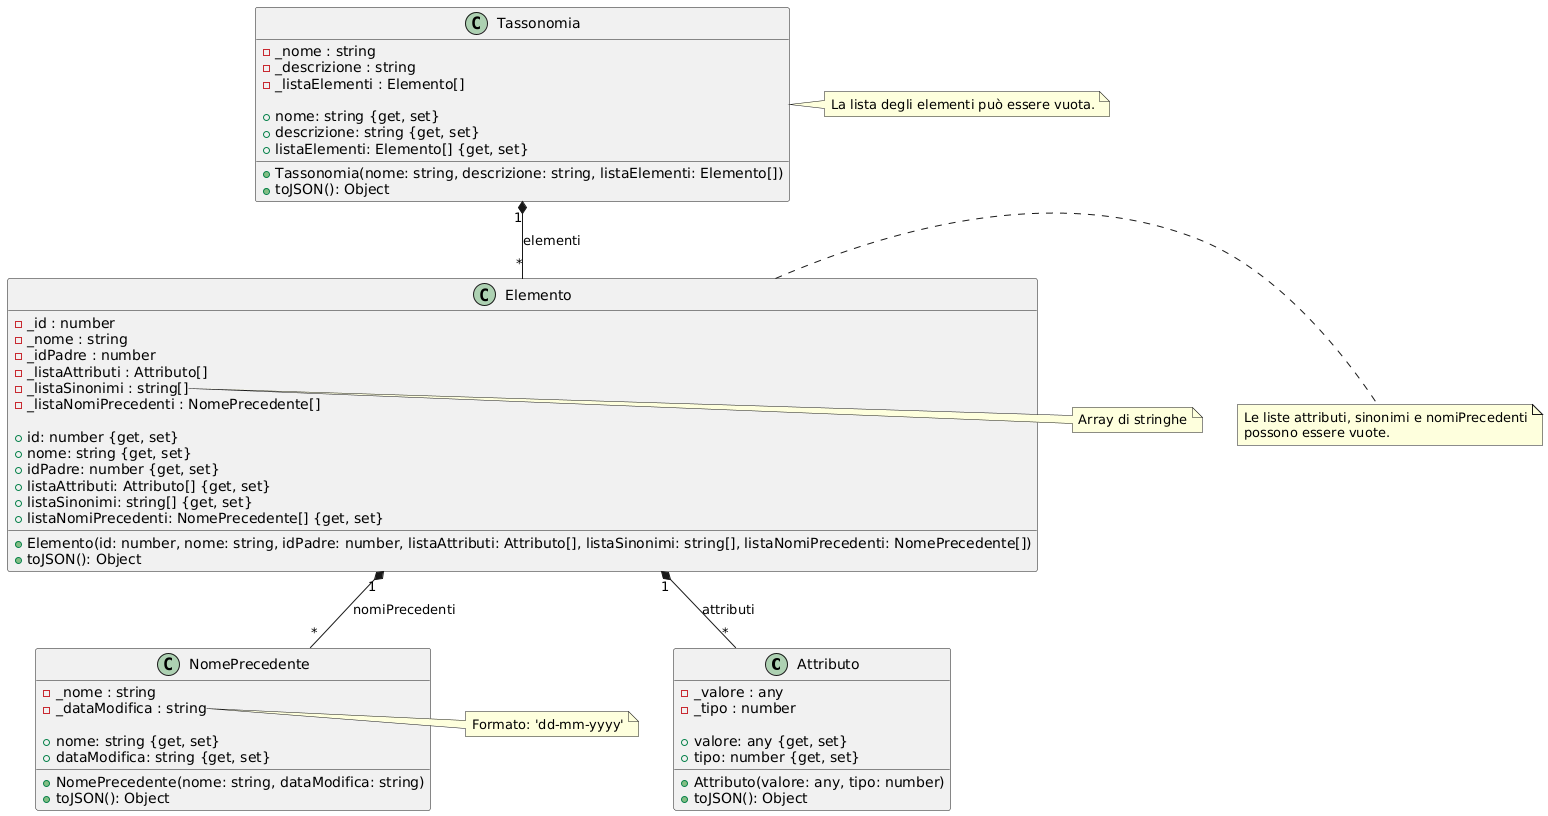 C Tassonomia
_nome : string
_descrizione : string
_listaElementi : Elemento[]
nome: string {get, set}
descrizione: string {get, set}
listaElementi: Elemento[] {get, set}
Tassonomia(nome: string, descrizione: string, listaElementi: Elemento[])
toJSON(): Object
La lista degli elementi può essere vuota.
1
elementi
*
C Elemento
_id : number
_nome : string
_idPadre : number
_listaAttributi : Attributo[]
_listaSinonimi : string[]
_listaNomiPrecedenti : NomePrecedente[]
id: number {get, set}
nome: string {get, set}
idPadre: number {get, set}
listaAttributi: Attributo[] {get, set}
listaSinonimi: string[] {get, set}
listaNomiPrecedenti: NomePrecedente[] {get, set}
Elemento(id: number, nome: string, idPadre: number, listaAttributi: Attributo[], listaSinonimi: string[], listaNomiPrecedenti: NomePrecedente[])
toJSON(): Object
Array di stringhe
Le liste attributi, sinonimi e nomiPrecedenti
possono essere vuote.
1
nomiPrecedenti
*
1
attributi
*
C NomePrecedente
_nome : string
_dataModifica : string
nome: string {get, set}
dataModifica: string {get, set}
NomePrecedente(nome: string, dataModifica: string)
toJSON(): Object
Formato: 'dd-mm-yyyy'
C Attributo
_valore : any
_tipo : number
valore: any {get, set}
tipo: number {get, set}
Attributo(valore: any, tipo: number)
toJSON(): Object